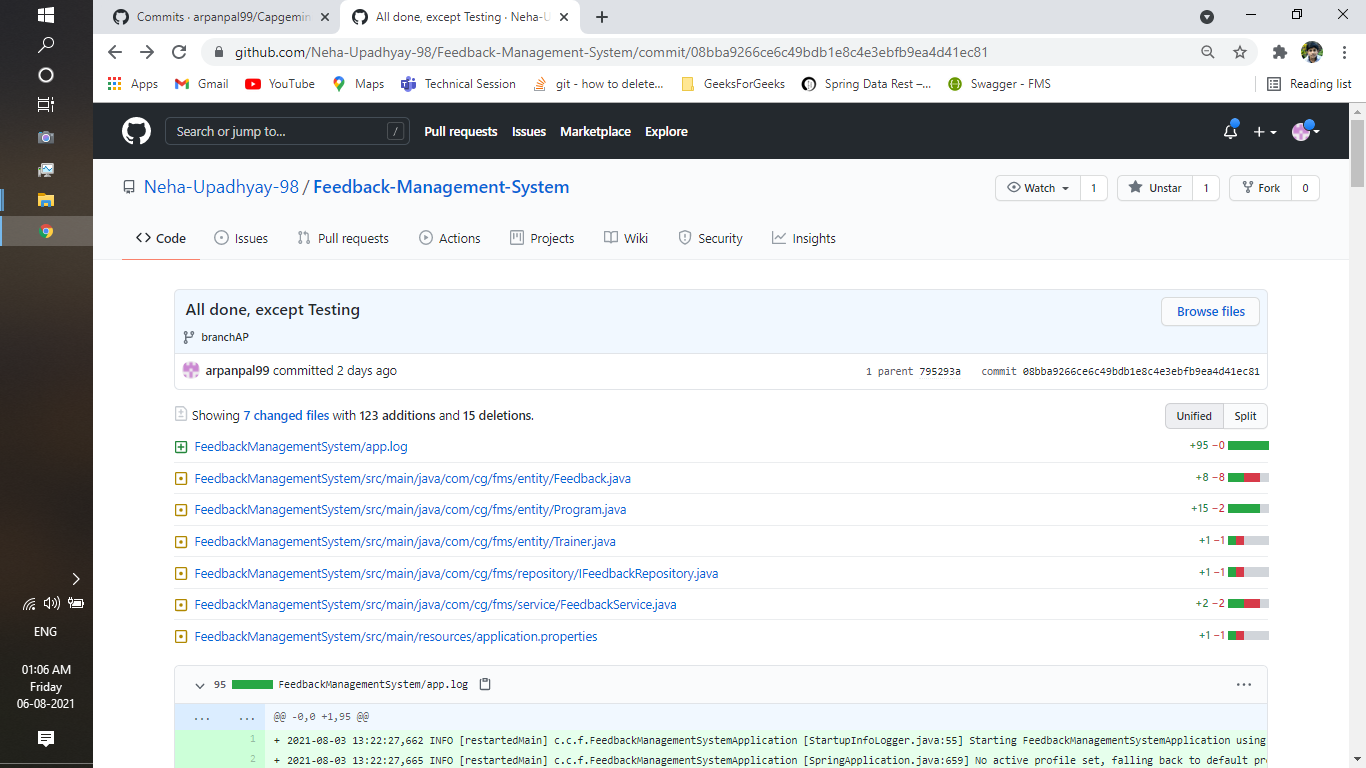 Commits · arpanpal99/Capgemin
All done, except Testing · Neha-U
github.com/Neha-Upadhyay-98/Feedback-Management-System/commit/08bba9266ce6c49bdb1e8c4e3ebfb9ea4d41ec81
Apps Gmail YouTube Maps Technical Session git - how to delete... GeeksForGeeks Spring Data Rest –... Swagger - FMS Reading list
Search or jump to... / Pull requests Issues Marketplace Explore
Neha-Upadhyay-98 / Feedback-Management-System Watch 1 Unstar 1 Fork 0
Code Issues Pull requests Actions Projects Wiki Security Insights
All done, except Testing Browse files
branchAP
arpanpal99 committed 2 days ago 1 parent 795293a commit 08bba9266ce6c49bdb1e8c4e3ebfb9ea4d41ec81
Showing 7 changed files with 123 additions and 15 deletions. Unified Split
FeedbackManagementSystem/app.log +95 −0
FeedbackManagementSystem/src/main/java/com/cg/fms/entity/Feedback.java +8 −8
FeedbackManagementSystem/src/main/java/com/cg/fms/entity/Program.java +15 −2
FeedbackManagementSystem/src/main/java/com/cg/fms/entity/Trainer.java +1 −1
FeedbackManagementSystem/src/main/java/com/cg/fms/repository/IFeedbackRepository.java +1 −1
FeedbackManagementSystem/src/main/java/com/cg/fms/service/FeedbackService.java +2 −2
FeedbackManagementSystem/src/main/resources/application.properties +1 −1
95 FeedbackManagementSystem/app.log
... ... @@ -0,0 +1,95 @@
1 + 2021-08-03 13:22:27,662 INFO [restartedMain] c.c.f.FeedbackManagementSystemApplication [StartupInfoLogger.java:55] Starting FeedbackManagementSystemApplication using
2 + 2021-08-03 13:22:27,665 INFO [restartedMain] c.c.f.FeedbackManagementSystemApplication [SpringApplication.java:659] No active profile set, falling back to default pr
ENG
01:06 AM
Friday
06-08-2021